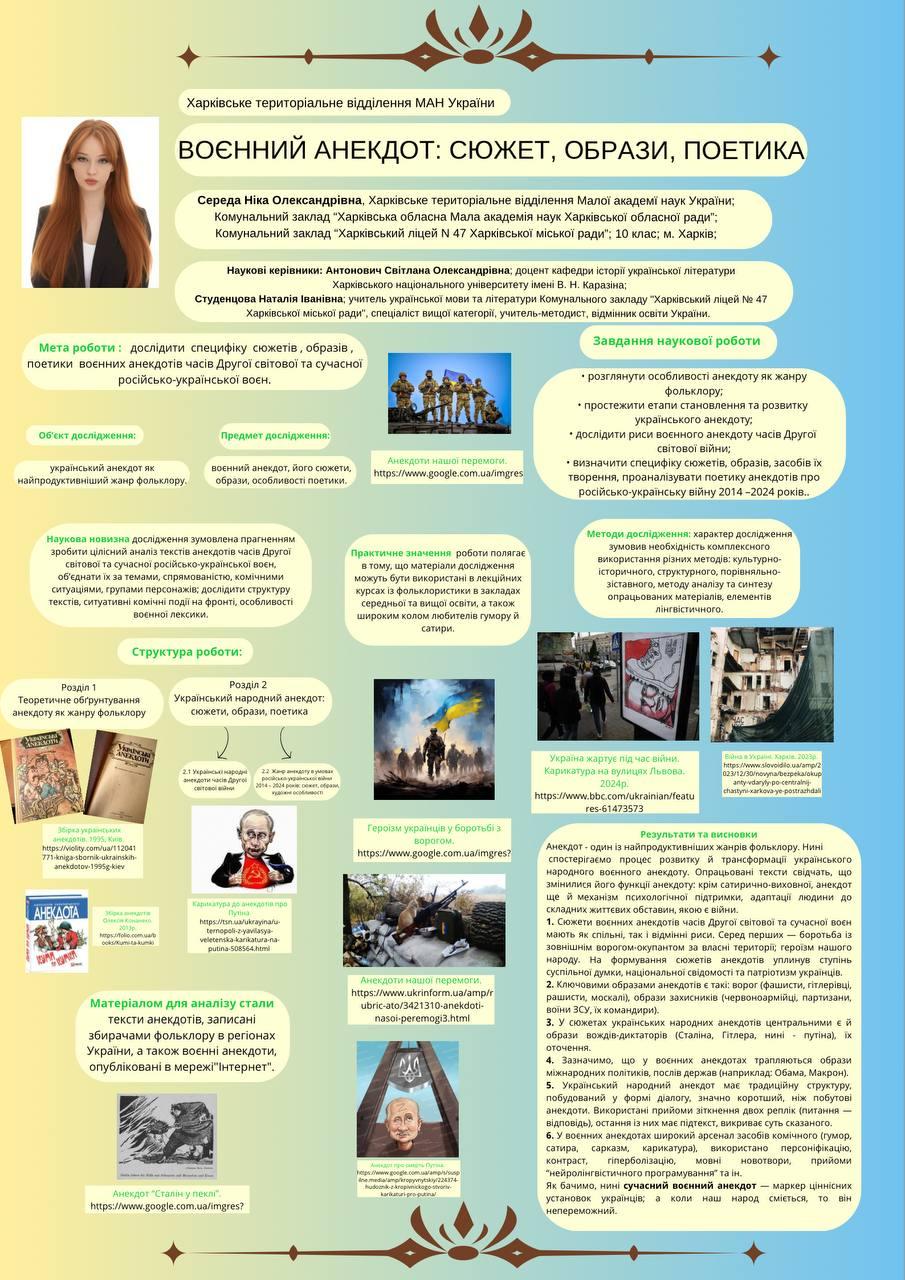 Харківське територіальне відділення МАН України
ВОЄННИЙ АНЕКДОТ: СЮЖЕТ, ОБРАЗИ, ПОЕТИКА
Середа Ніка Олександрівна, Харківське територіальне відділення Малої академї наук України;
Комунальний заклад “Харківська обласна Мала академія наук Харківської обласної ради”;
Комунальний заклад “Харківський ліцей N 47 Харківської міської ради”; 10 клас; м. Харків;
Наукові керівники: Антонович Світлана Олександрівна; доцент кафедри історії української літератури
Харківського національного університету імені В. Н. Каразіна;
Студенцова Наталія Іванівна; учитель української мови та літератури Комунального закладу "Харківський ліцей № 47
Харківської міської ради", спеціаліст вищої категорії, учитель-методист, відмінник освіти України.
Мета роботи : дослідити специфіку сюжетів , образів ,
поетики воєнних анекдотів часів Другої світової та сучасної
російсько-української воєн.
Завдання наукової роботи
• розглянути особливості анекдоту як жанру
фольклору;
• простежити етапи становлення та розвитку
українського анекдоту;
• дослідити риси воєнного анекдоту часів Другої
світової війни;
• визначити специфіку сюжетів, образів, засобів їх
творення, проаналізувати поетику анекдотів про
російсько-українську війну 2014 –2024 років..
Об'єкт дослідження:
український анекдот як
найпродуктивніший жанр фольклору.
Предмет дослідження:
воєнний анекдот, його сюжети,
образи, особливості поетики.
Анекдоти нашої перемоги.
https://www.google.com.ua/imgres
Наукова новизна дослідження зумовлена прагненням
зробити цілісний аналіз текстів анекдотів часів Другої
світової та сучасної російсько-української воєн,
об'єднати їх за темами, спрямованістю, комічними
ситуаціями, групами персонажів; дослідити структуру
текстів, ситуативні комічні події на фронті, особливості
воєнної лексики.
Практичне значення роботи полягає
в тому, що матеріали дослідження
можуть бути використані в лекційних
курсах із фольклористики в закладах
середньої та вищої освіти, а також
широким колом любителів гумору й
сатири.
Методи дослідження: характер дослідження
зумовив необхідність комплексного
використання різних методів: культурно-
історичного, структурного, порівняльно-
зіставного, методу аналізу та синтезу
опрацьованих матеріалів, елементів
лінгвістичного.
Структура роботи:
Розділ 1
Теоретичне обґрунтування
анекдоту як жанру фольклору
Розділ 2
Український народний анекдот:
сюжети, образи, поетика
2.1 Українські народні
анекдоти часів Другої
світової війни
2.2 Жанр анекдоту в умовах
російсько-української війни
2014 – 2024 років: сюжет, образи,
художні особливості
УКРАЇНСЬКІ АНЕКДОТИ
УКРАЇНСЬКІ АНЕКДОТИ
Збірка українських
анекдотів. 1995, Київ.
https://violity.com/ua/112041
771-kniga-sbornik-ukrainskih-
anekdotov-1995g-kiev
АНЕКДОТА
Збірка анекдотів
Олексія Кононенко.
2013р.
https://folio.com.ua/b
ooks/Kumi-ta-kumki
Карикатура до анекдотів про
Путіна.
https://tsn.ua/ukrayina/u-
ternopoli-z-yavilasya-
veletenska-karikatura-na-
putina-508564.html
Героїзм українців у боротьбі з
ворогом.
https://www.google.com.ua/imgres?
Україна жартує під час війни.
Карикатура на вулицях Львова.
2024р.
https://www.bbc.com/ukrainian/featu
res-61473573
Війна в Україні. Харків. 2023р.
https://www.slovoidilo.ua/amp/2
023/12/30/novyna/bezpeka/okup
anty-vdaryly-po-centralnij-
chastyni-xarkova-ye-postrazhdali
Анекдоти нашої перемоги.
https://www.ukrinform.ua/amp/r
ubric-ato/3421310-anekdoti-
nasoi-peremogi3.html
Матеріалом для аналізу стали
тексти анекдотів, записані
збирачами фольклору в регіонах
України, а також воєнні анекдоти,
опубліковані в мережі"Інтернет".
Анекдот “Сталін у пеклі”.
https://www.google.com.ua/imgres?
Анекдот про смерть Путіна.
https://www.google.com.ua/amp/s/susp
ilne.media/amp/kropyvnytskiy/224374-
hudoznik-z-kropivnickogo-stvoriv-
karikaturi-pro-putina/
Результати та висновки
Анекдот - один із найпродуктивніших жанрів фольклору. Нині
спостерігаємо процес розвитку й трансформації українського
народного воєнного анекдоту. Опрацьовані тексти свідчать, що
змінилися його функції анекдоту: крім сатирично-виховної, анекдот
ще й механізм психологічної підтримки, адаптації людини до
складних життєвих обставин, якою є війни.
1. Сюжети воєнних анекдотів часів Другої світової та сучасної воєн
мають як спільні, так і відмінні риси. Серед перших — боротьба із
зовнішнім ворогом-окупантом за власні території; героїзм нашого
народу. На формування сюжетів анекдотів уплинув ступінь
суспільної думки, національної свідомості та патріотизм українців.
2. Ключовими образами анекдотів є такі: ворог (фашисти, гітлерівці,
рашисти, москалі), образи захисників (червоноармійці, партизани,
воїни ЗСУ, їх командири).
3. У сюжетах українських народних анекдотів центральними є й
образи вождів-диктаторів (Сталіна, Гітлера, нині - путіна), їх
оточення.
4. Зазначимо, що у воєнних анекдотах трапляються образи
міжнародних політиків, послів держав (наприклад: Обама, Макрон).
5. Український народний анекдот має традиційну структуру,
побудований у формі діалогу, значно коротший, ніж побутові
анекдоти. Використані прийоми зіткнення двох реплік (питання —
відповідь), остання із них має підтекст, викриває суть сказаного.
6. У воєнних анекдотах широкий арсенал засобів комічного (гумор,
сатира, сарказм, карикатура), використано персоніфікацію,
контраст, гіперболізацію, мовні новотвори, прийоми
“нейролінгвістичного програмування” та ін.
Як бачимо, нині сучасний воєнний анекдот — маркер ціннісних
установок українців; а коли наш народ сміється, то він
непереможний.